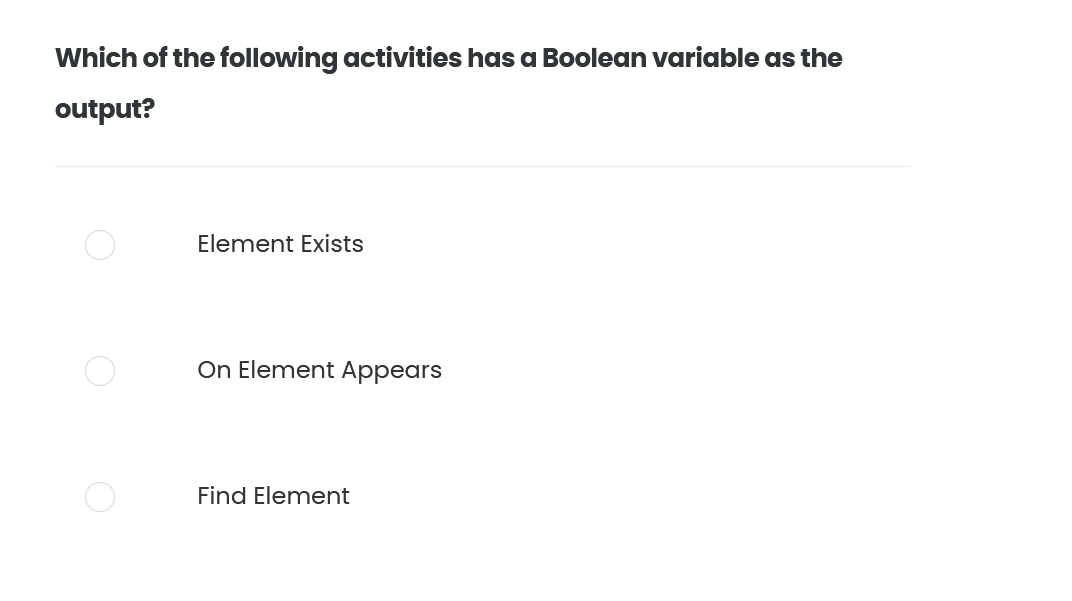 Which of the following activities has a Boolean variable as the
output?
Element Exists
On Element Appears
Find Element